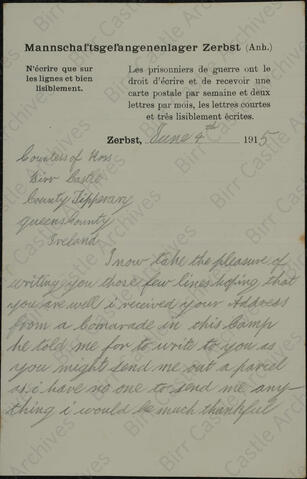 Mannschaftsgefangenenlager Zerbst (Anh.)
N'écrire que sur
les lignes et bien
lisiblement.
Les prisonniers de guerre ont le
droit d'écrire et de recevoir une
carte postale par semaine et deux
lettres par mois, les lettres courtes
et très lisiblement écrites.
Zerbst, June 4th 1915
Counters of Ross
Birr Castle
County Tipperary
Queens County
Ireland
I now take the pleasure of
writing you these few lines hoping that
you are well i received your Address
from a Comarade in this Camp
he told me for to write to you as
you might send me out a parcel
as i have no one to send me any-
thing i would be much thankful
Birr Castle Archives